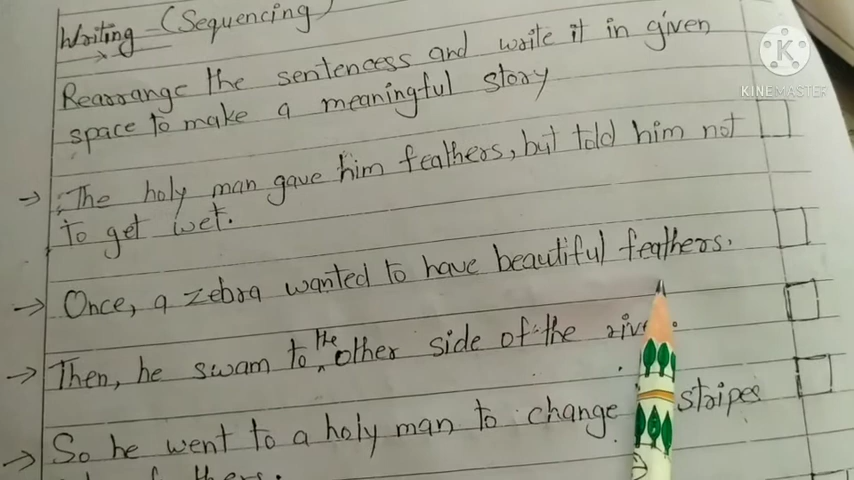 Writing - (Sequencing)
Rearrange the sentencess and write it in given
space to make a meaningful story
KINEMASTER
→ The holy man gave him feathers, but told him not
to get wet.
→ Once, a zebra wanted to have beautiful feathers.
→ Then, he swam to the other side of the
→ So he went to a holy man to change stripes